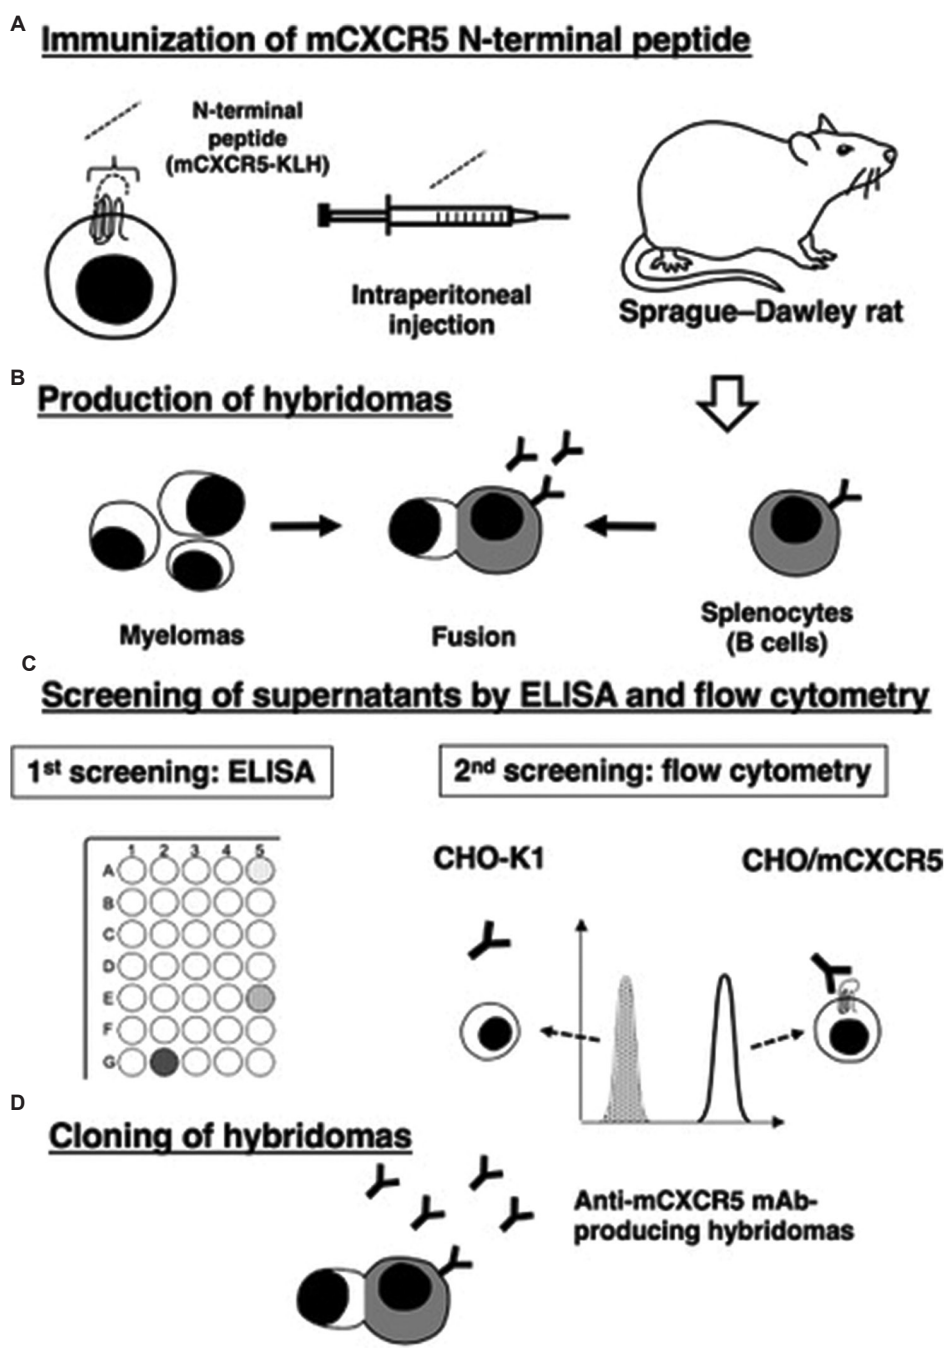 A
Immunization of mCXCR5 N-terminal peptide
N-terminal
peptide
(mCXCR5-KLH)
Intraperitoneal
injection
Sprague–Dawley rat
B
Production of hybridomas
Myelomas
Fusion
Splenocytes
(B cells)
C
Screening of supernatants by ELISA and flow cytometry
1st screening: ELISA
2nd screening: flow cytometry
1 2 3 4 5
A
B
C
D
E
F
G
CHO-K1
CHO/mCXCR5
D
Cloning of hybridomas
Anti-mCXCR5 mAb-
producing hybridomas